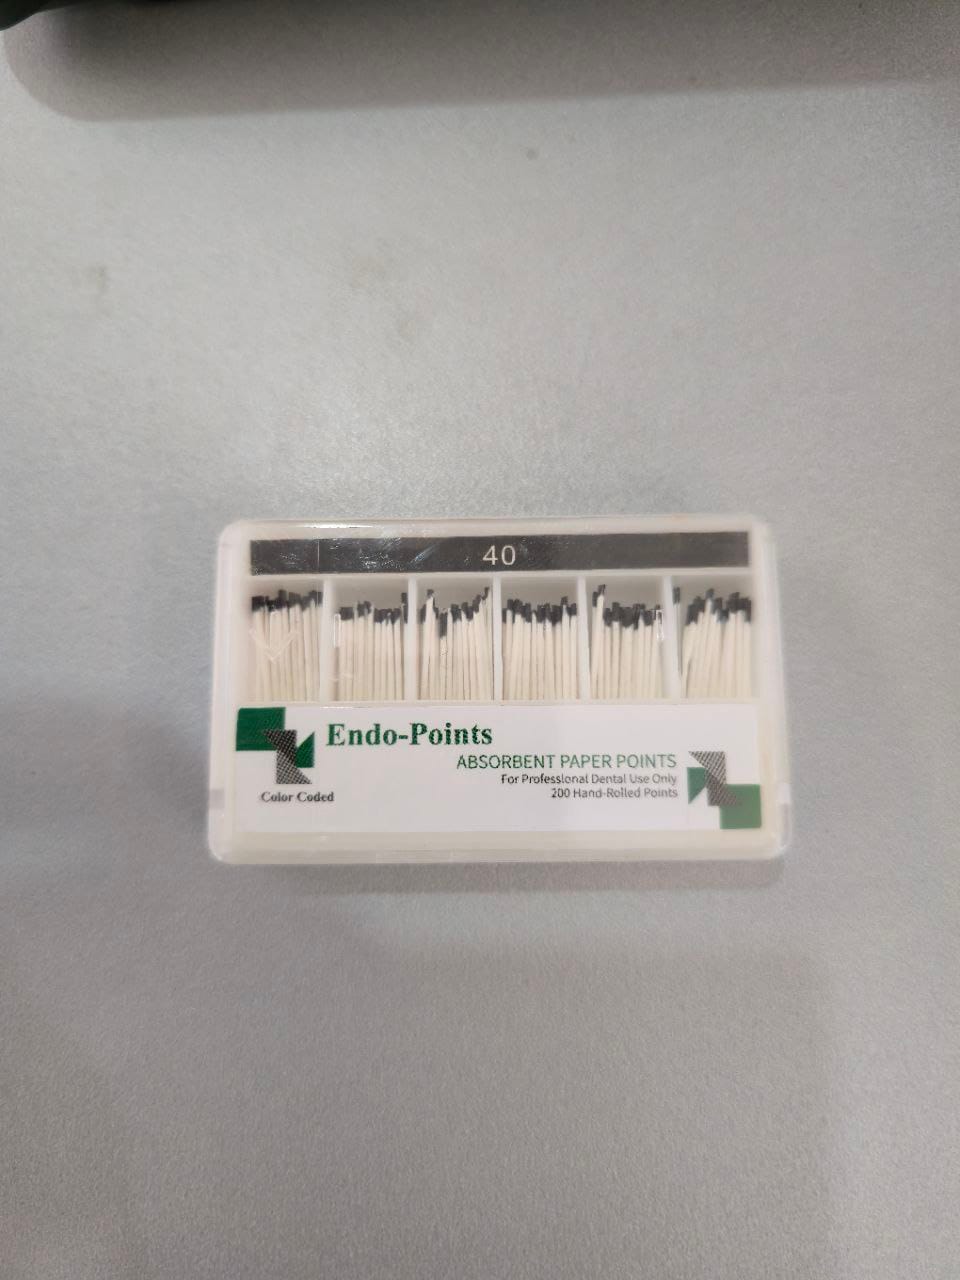 40
Endo-Points
ABSORBENT PAPER POINTS
For Professional Dental Use Only
200 Hand-Rolled Points
Color Coded